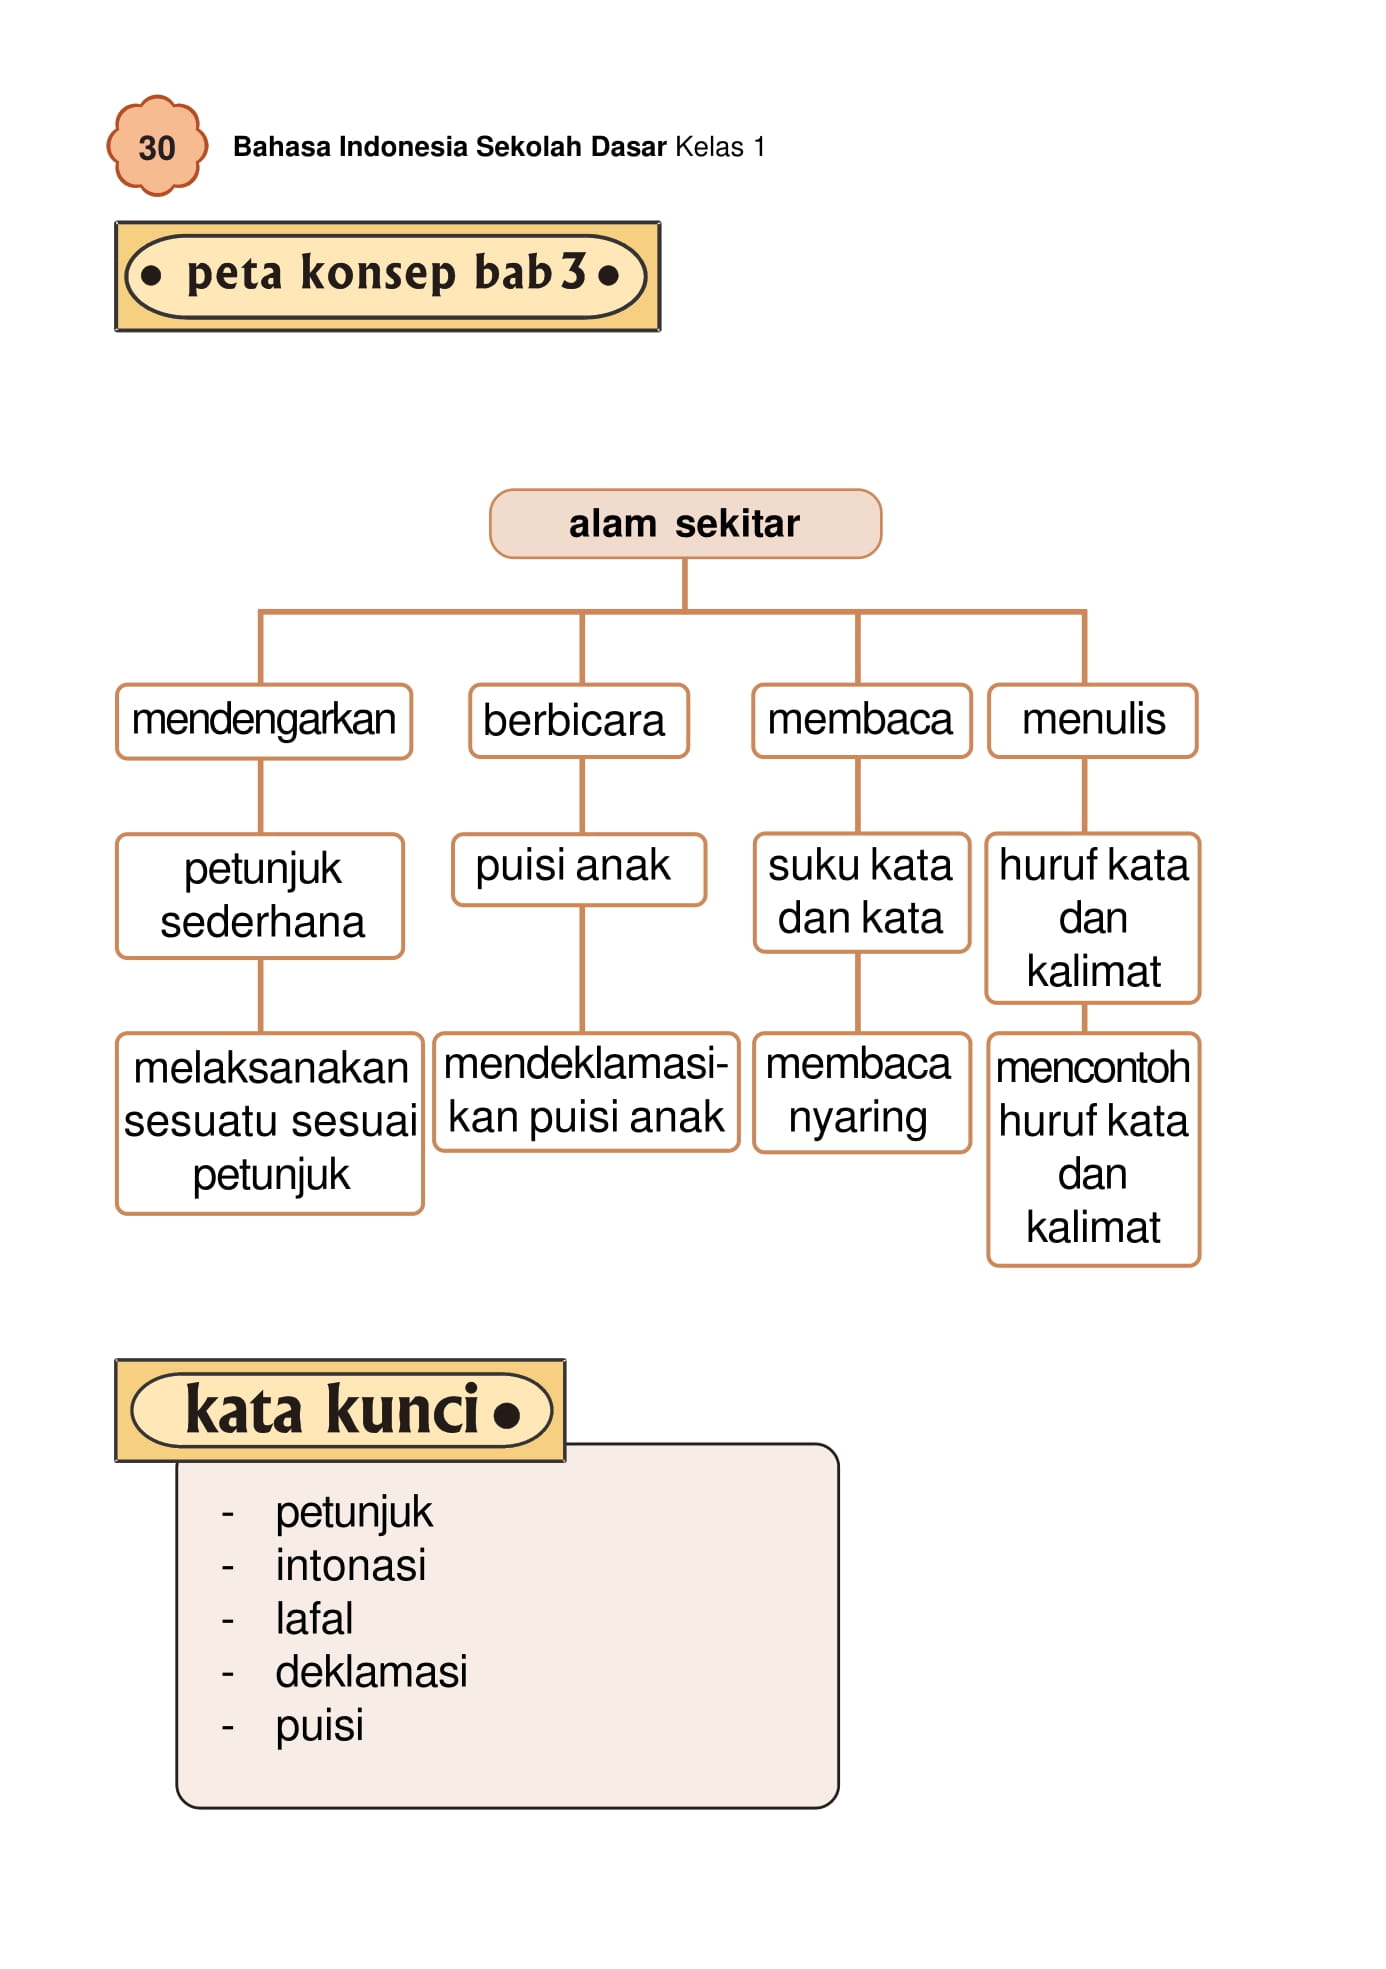 30
Bahasa Indonesia Sekolah Dasar Kelas 1
• peta konsep bab 3 •
alam sekitar
mendengarkan
berbicara
membaca
menulis
petunjuk
sederhana
puisi anak
suku kata
dan kata
huruf kata
dan
kalimat
melaksanakan
sesuatu sesuai
petunjuk
mendeklamasi-
kan puisi anak
membaca
nyaring
mencontoh
huruf kata
dan
kalimat
kata kunci •
- petunjuk
- intonasi
- lafal
- deklamasi
- puisi